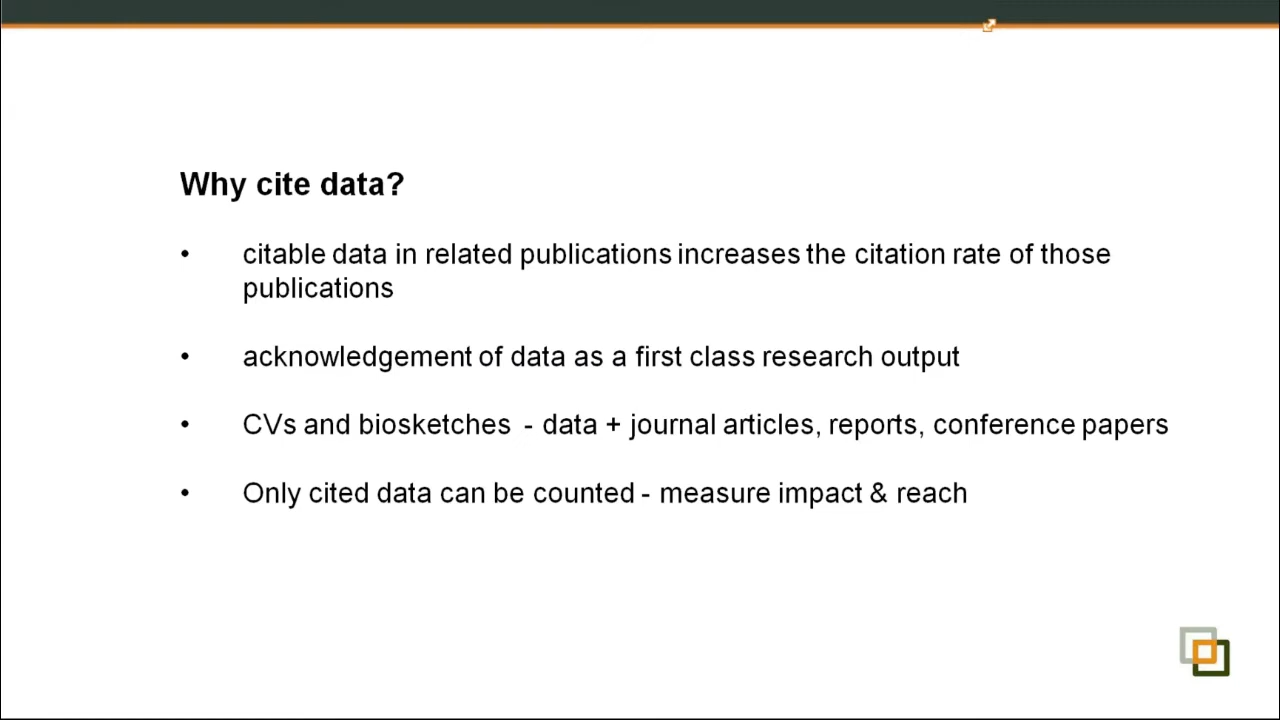 Why cite data?
• citable data in related publications increases the citation rate of those
publications
• acknowledgement of data as a first class research output
• CVs and biosketches - data + journal articles, reports, conference papers
• Only cited data can be counted - measure impact & reach